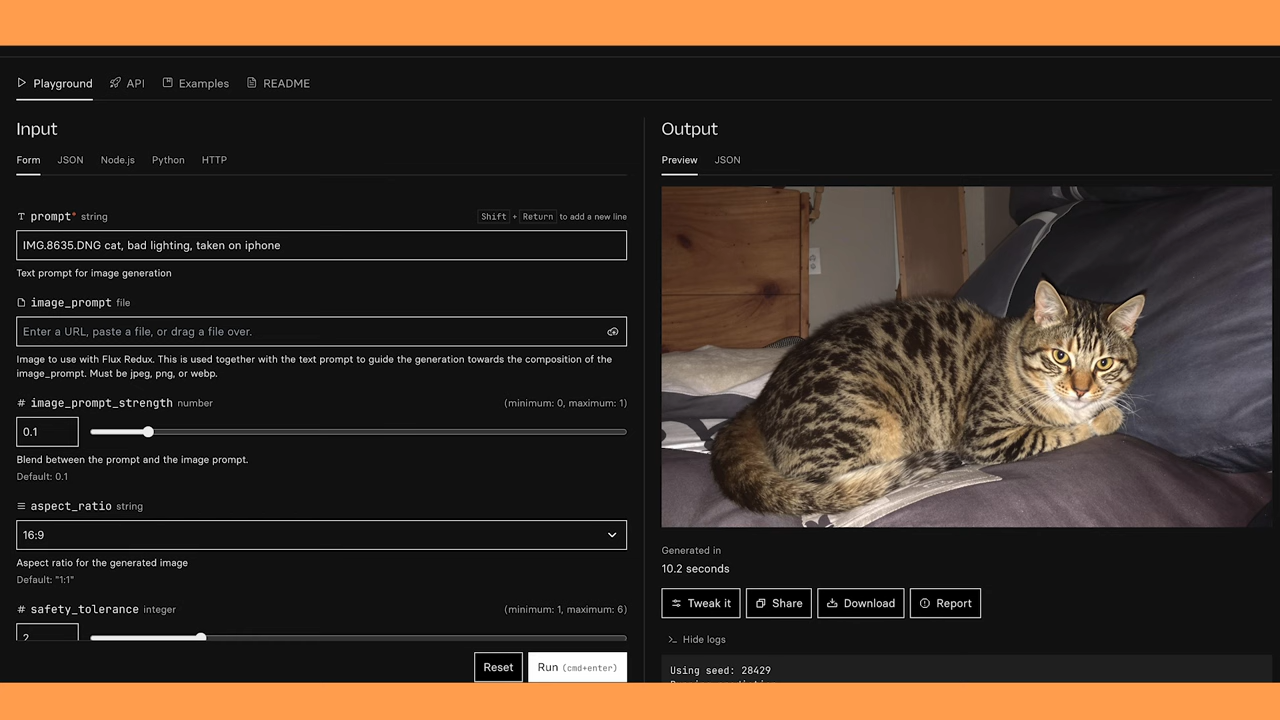 Playground API Examples README
Input
Form JSON Node.js Python HTTP
prompt* string Shift + Return to add a new line
IMG.8635.DNG cat, bad lighting, taken on iphone
Text prompt for image generation
image_prompt file
Enter a URL, paste a file, or drag a file over.
Image to use with Flux Redux. This is used together with the text prompt to guide the generation towards the composition of the
image_prompt. Must be jpeg, png, or webp.
# image_prompt_strength number (minimum: 0, maximum: 1)
0.1
Blend between the prompt and the image prompt.
Default: 0.1
aspect_ratio string
16:9
Aspect ratio for the generated image
Default: "1:1"
# safety_tolerance integer (minimum: 1, maximum: 6)
2
Reset Run (cmd+enter)
Output
Preview JSON
Generated in
10.2 seconds
Tweak it Share Download Report
Hide logs
Using seed: 28429